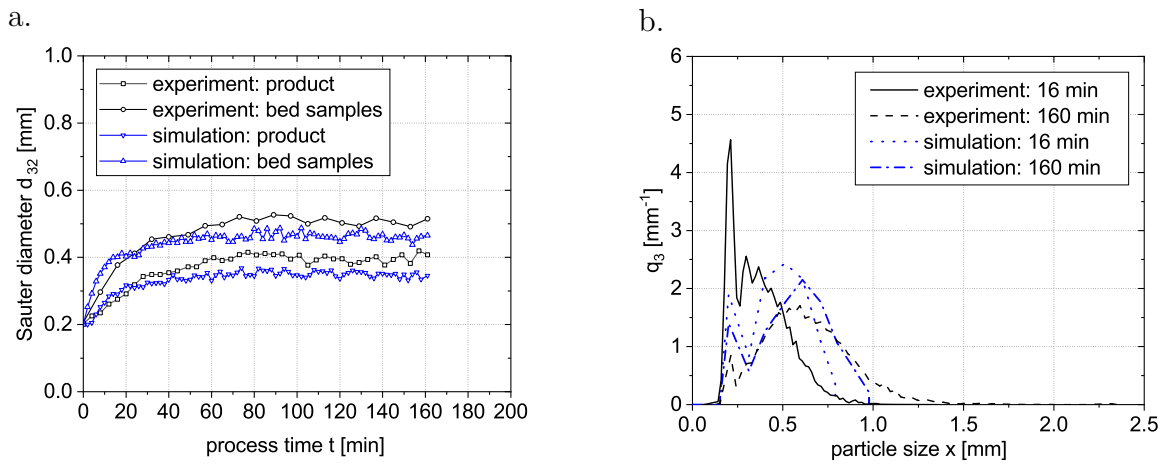 a.
1.0
0.8
0.6
0.4
0.2
0.0
Sauter diameter d32 [mm]
experiment: product
experiment: bed samples
simulation: product
simulation: bed samples
0 20 40 60 80 100 120 140 160 180 200
process time t [min]
b.
6
5
4
3
2
1
0
q3 [mm-1]
experiment: 16 min
experiment: 160 min
simulation: 16 min
simulation: 160 min
0.0 0.5 1.0 1.5 2.0 2.5
particle size x [mm]